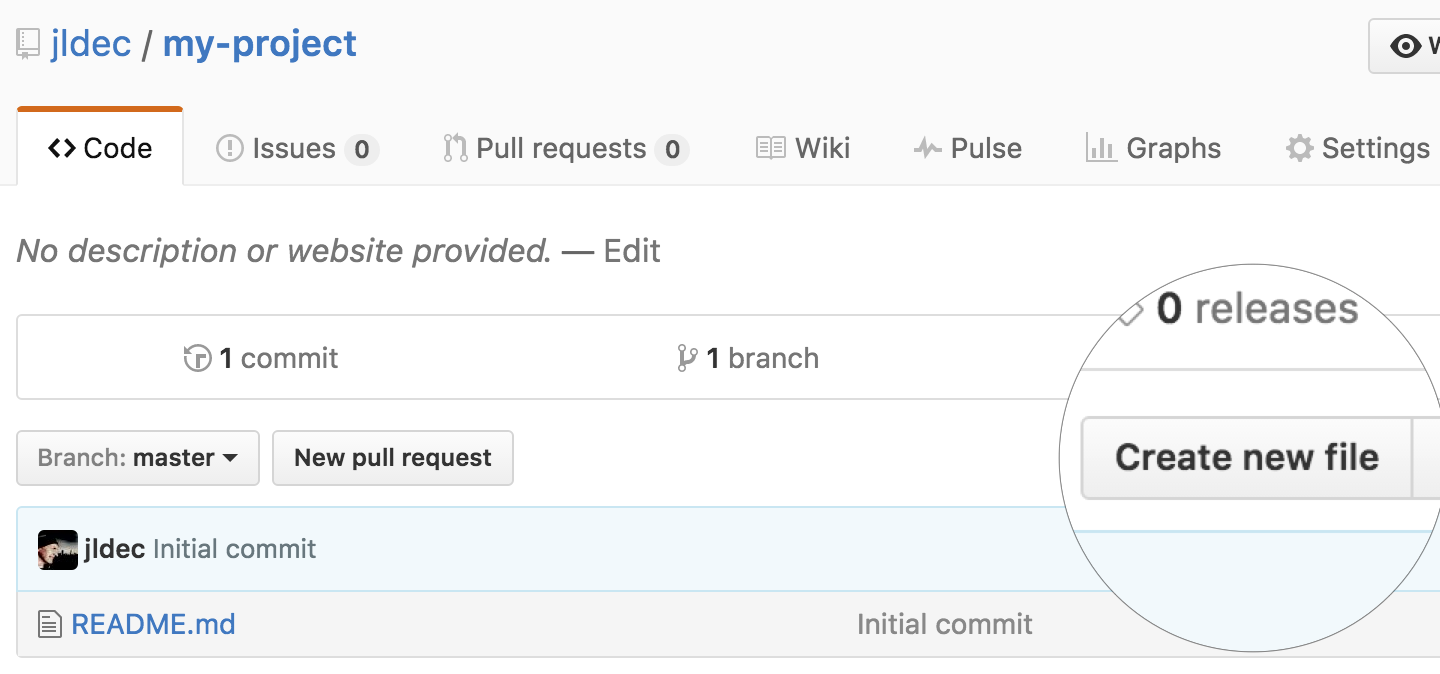 jldec / my-project
W
Code Issues 0 Pull requests 0 Wiki Pulse Graphs Settings
No description or website provided. — Edit
1 commit 1 branch 0 releases
Branch: master New pull request Create new file
jldec Initial commit
README.md Initial commit